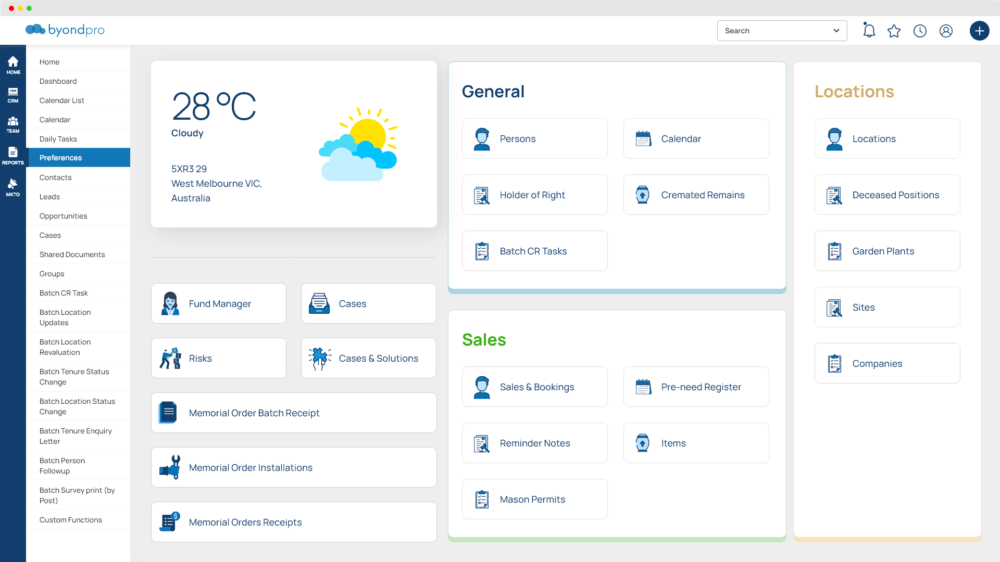 byondpro
Search
HOME
CRM
CRM
TEAM
REPORTS
MKTG
Home
Dashboard
Calendar List
Calendar
Daily Tasks
Preferences
Contacts
Leads
Opportunities
Cases
Shared Documents
Groups
Batch CR Task
Batch Location
Updates
Batch Location
Revaluation
Batch Tenure Status
Change
Batch Location Status
Change
Batch Tenure Enquiry
Letter
Batch Person
Followup
Batch Survey print (by
Post)
Custom Functions
28 °C
Cloudy
5XR3 29
West Melbourne VIC,
Australia
Fund Manager
Cases
R
I
S
K
Risks
Cases & Solutions
Memorial Order Batch Receipt
Memorial Order Installations
$
Memorial Orders Receipts
General
Persons
Calendar
Holder of Right
Cremated Remains
Batch CR Tasks
Sales
Sales & Bookings
Pre-need Register
Reminder Notes
Items
Mason Permits
Locations
Locations
Deceased Positions
Garden Plants
Sites
Companies